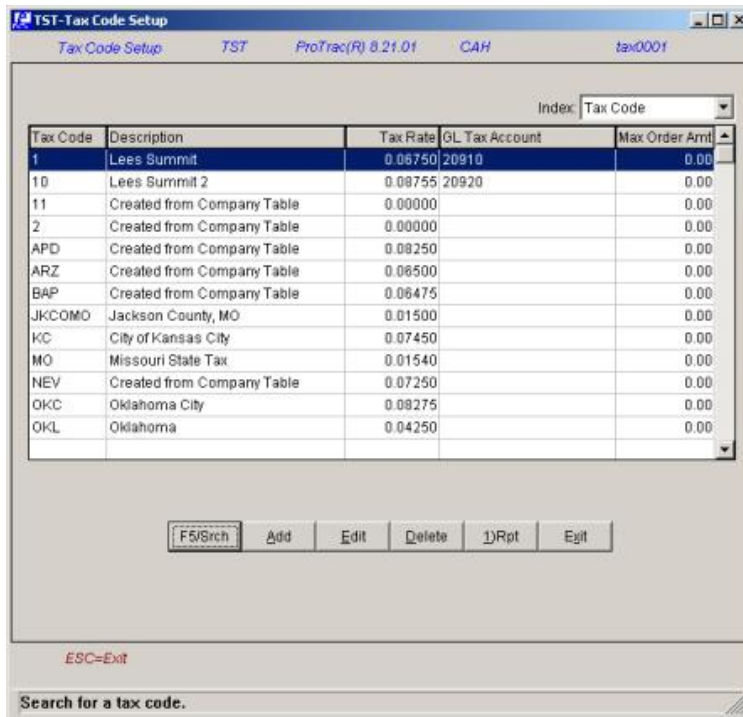 TST-Tax Code Setup
Tax Code Setup TST ProTrac(R) 8.21.01 CAH tax0001
Index: Tax Code
Tax Code Description Tax Rate GL Tax Account Max Order Amt
1 Lees Summit 0.06750 20910 0.00
10 Lees Summit 2 0.08755 20920 0.00
11 Created from Company Table 0.00000 0.00
2 Created from Company Table 0.00000 0.00
APD Created from Company Table 0.08250 0.00
ARZ Created from Company Table 0.06500 0.00
BAP Created from Company Table 0.06475 0.00
JKCOMO Jackson County, MO 0.01500 0.00
KC City of Kansas City 0.07450 0.00
MO Missouri State Tax 0.01540 0.00
NEV Created from Company Table 0.07250 0.00
OKC Oklahoma City 0.08275 0.00
OKL Oklahoma 0.04250 0.00
F5/Srch Add Edit Delete 1)Rpt Exit
ESC=Exit
Search for a tax code.